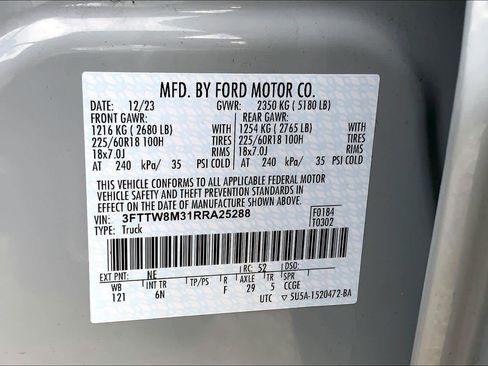 MFD. BY FORD MOTOR CO.
DATE: 12/23 GVWR: 2350 KG ( 5180 LB)
FRONT GAWR: REAR GAWR:
1216 KG ( 2680 LB) WITH 1254 KG ( 2765 LB) WITH
225/60R18 100H TIRES 225/60R18 100H TIRES
18x7.0J RIMS 18x7.0J RIMS
AT 240 kPa/ 35 PSI COLD AT 240 kPa/ 35 PSI COLD
THIS VEHICLE CONFORMS TO ALL APPLICABLE FEDERAL MOTOR
VEHICLE SAFETY AND THEFT PREVENTION STANDARDS IN
EFFECT ON THE DATE OF MANUFACTURE SHOWN ABOVE.
VIN: 3FTTW8M31RRA25288 F0184
TYPE: Truck T0302
EXT PNT: NE RC: 52 DSO:
WB INT TR TP/PS R AXLE TR SPR
121 6N F 29 5 CCGE
UTC ▽ 5U5A-1520472-BA